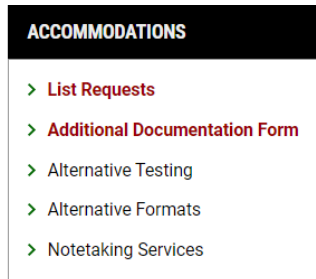 ACCOMMODATIONS
List Requests
Additional Documentation Form
Alternative Testing
Alternative Formats
Notetaking Services